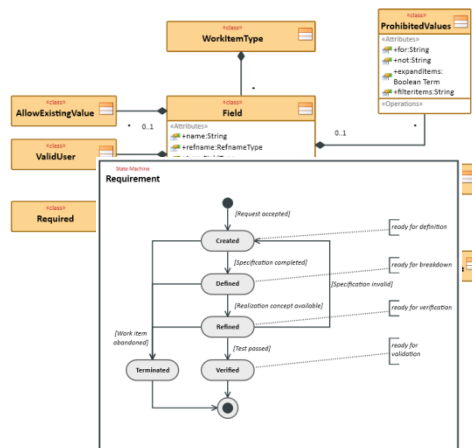 «class»
WorkItemType
«class»
ProhibitedValues
«Attributes»
+for:String
+not:String
+expanditems:
Boolean Term
+filteritems:String
«Operations»
«class»
AllowExistingValue
0..1
*
*
«class»
Field
«Attributes»
+name:String
+refname:RefnameType
0..1
*
«class»
ValidUser
«class»
Required
State Machine
Requirement
[Request accepted]
Created
ready for definition
[Specification completed]
Defined
ready for breakdown
[Specification invalid]
[Realization concept available]
Refined
ready for verification
[Work item
abandoned]
[Test passed]
Terminated
Verified
ready for
validation